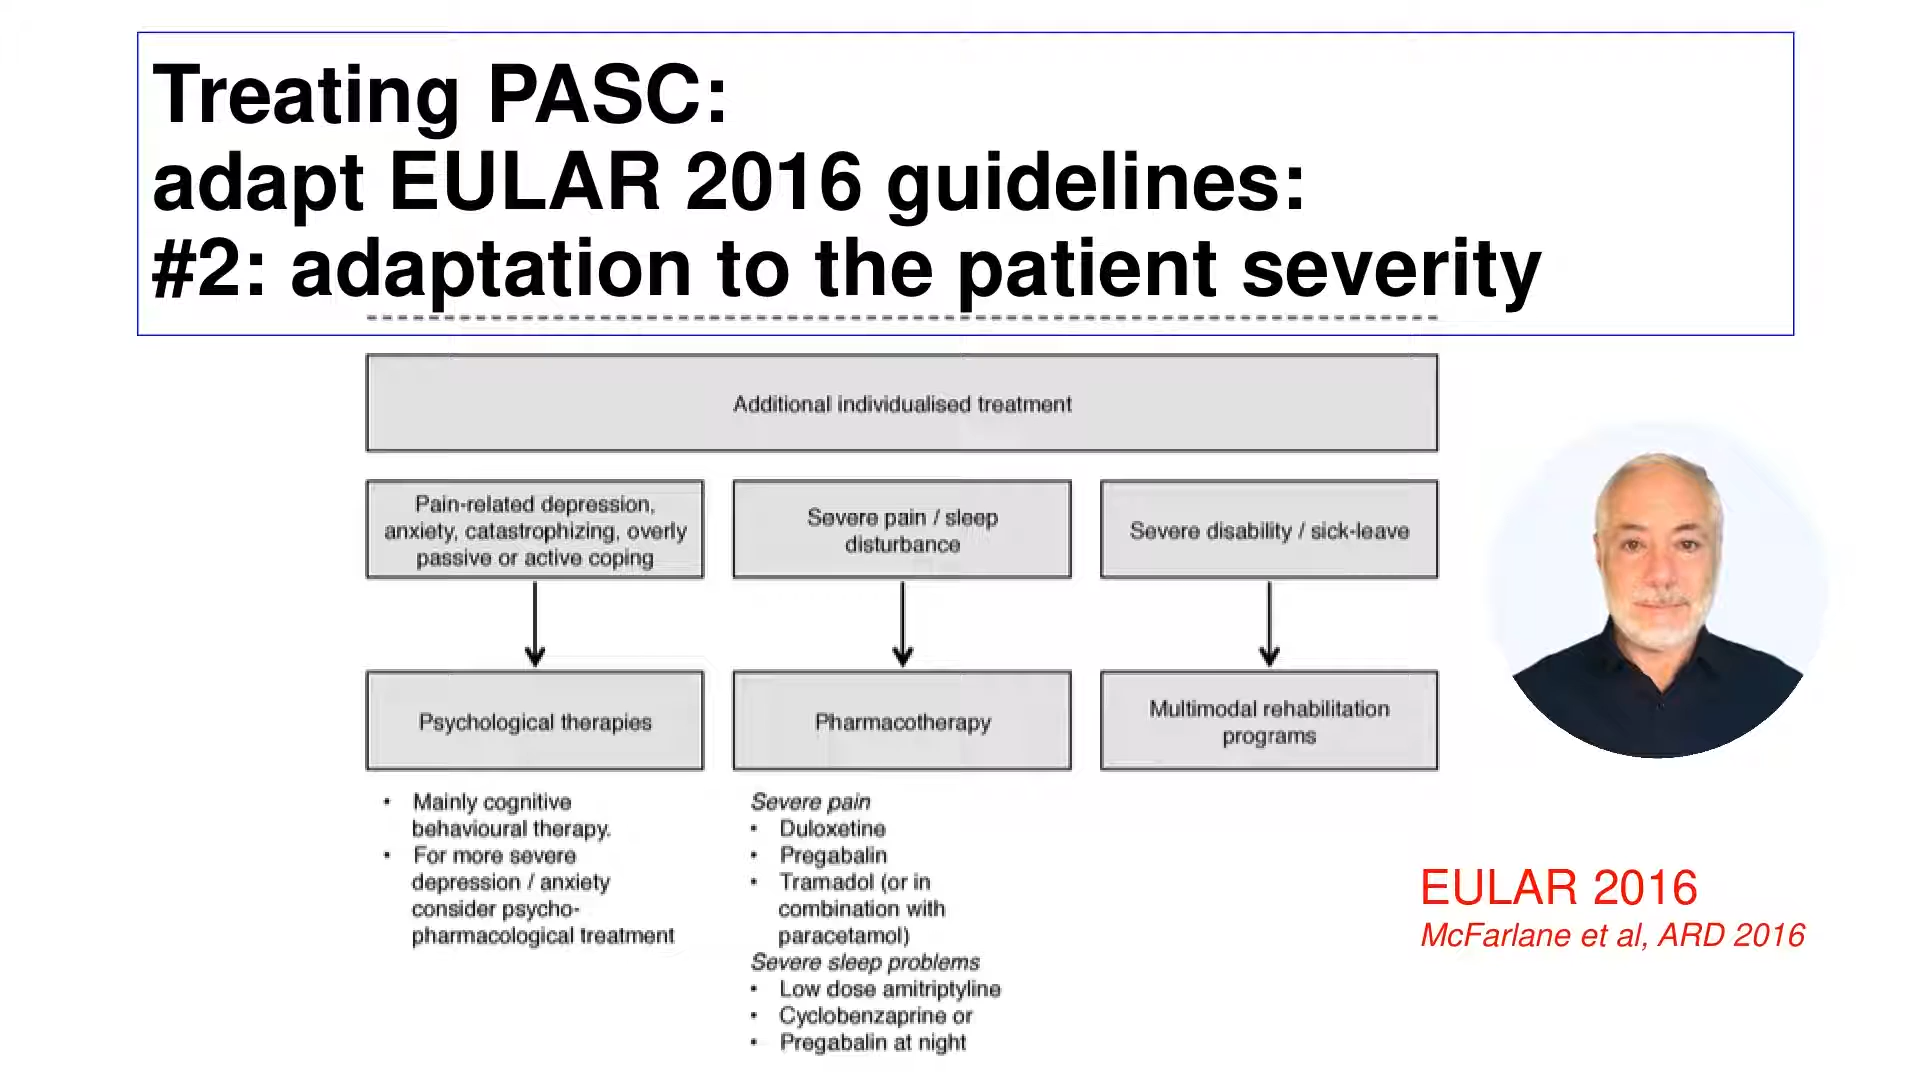 Treating PASC:
adapt EULAR 2016 guidelines:
#2: adaptation to the patient severity
Additional individualised treatment
Pain-related depression,
anxiety, catastrophizing, overly
passive or active coping
Severe pain / sleep
disturbance
Severe disability / sick-leave
Psychological therapies
Pharmacotherapy
Multimodal rehabilitation
programs
• Mainly cognitive
behavioural therapy.
• For more severe
depression / anxiety
consider psycho-
pharmacological treatment
Severe pain
• Duloxetine
• Pregabalin
• Tramadol (or in
combination with
paracetamol)
Severe sleep problems
• Low dose amitriptyline
• Cyclobenzaprine or
• Pregabalin at night
EULAR 2016
McFarlane et al, ARD 2016